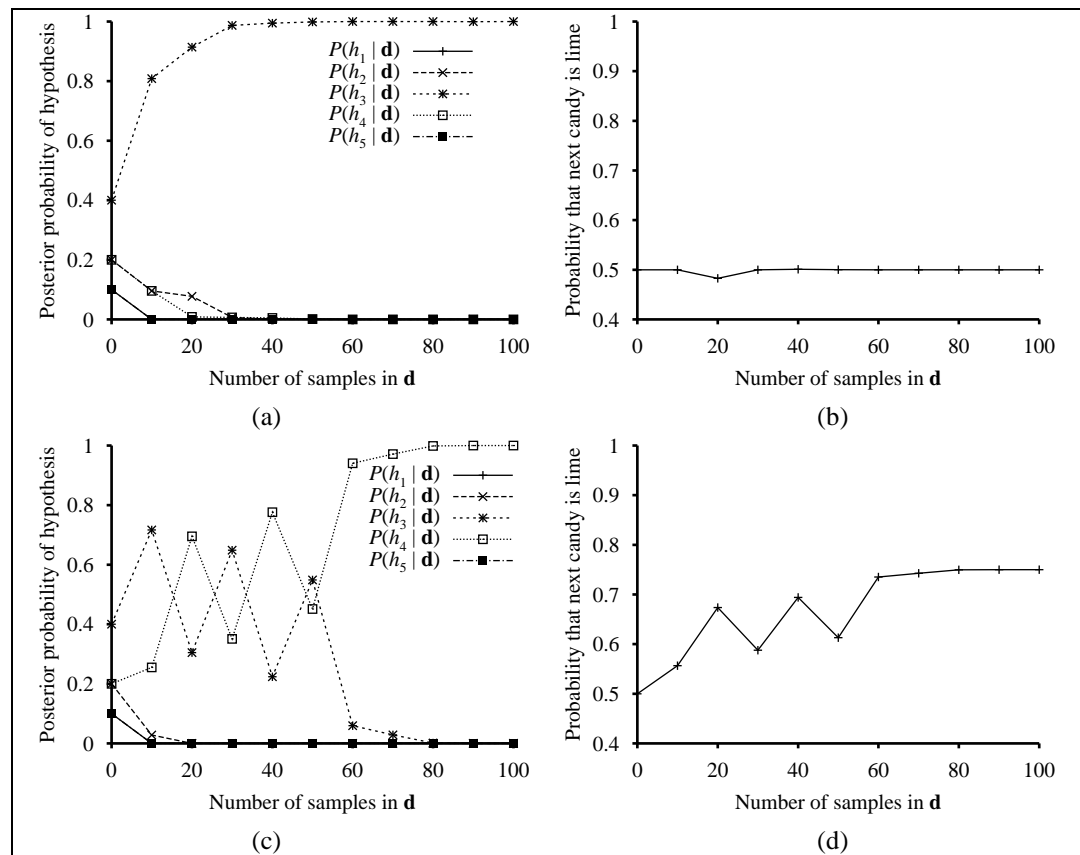 Posterior probability of hypothesis
1
0.8
0.6
0.4
0.2
0
P(h1 | d)
P(h2 | d)
P(h3 | d)
P(h4 | d)
P(h5 | d)
0 20 40 60 80 100
Number of samples in d
(a)
Probability that next candy is lime
1
0.9
0.8
0.7
0.6
0.5
0.4
0 20 40 60 80 100
Number of samples in d
(b)
Posterior probability of hypothesis
1
0.8
0.6
0.4
0.2
0
P(h1 | d)
P(h2 | d)
P(h3 | d)
P(h4 | d)
P(h5 | d)
0 20 40 60 80 100
Number of samples in d
(c)
Probability that next candy is lime
1
0.9
0.8
0.7
0.6
0.5
0.4
0 20 40 60 80 100
Number of samples in d
(d)